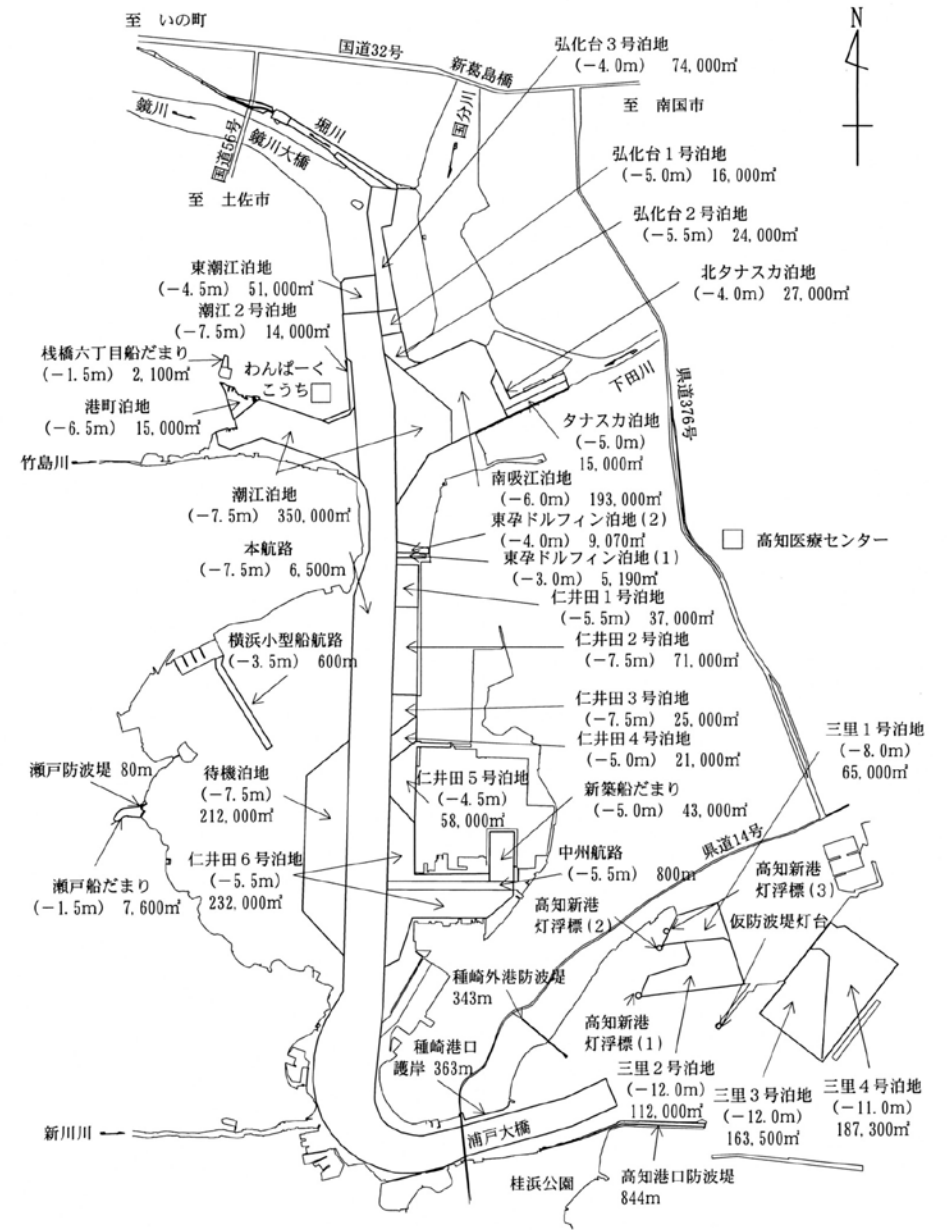 至　いの町
N
国道32号
新葛島橋
弘化台３号泊地
(－4.0m)　74,000㎡
至　南国市
鏡川
堀川
国分川
鏡川大橋
国道56号
至　土佐市
弘化台１号泊地
(－5.0m)　16,000㎡
弘化台２号泊地
(－5.5m)　24,000㎡
東潮江泊地
(－4.5m)　51,000㎡
北タナスカ泊地
(－4.0m)　27,000㎡
潮江２号泊地
(－7.5m)　14,000㎡
桟橋六丁目船だまり
(－1.5m)　2,100㎡
わんぱーく
こうち
下田川
県道376号
港町泊地
(－6.5m)　15,000㎡
タナスカ泊地
(－5.0m)
15,000㎡
竹島川
南吸江泊地
(－6.0m)　193,000㎡
潮江泊地
(－7.5m)　350,000㎡
東孕ドルフィン泊地(2)
(－4.0m)　9,070㎡
高知医療センター
本航路
(－7.5m)　6,500m
東孕ドルフィン泊地(1)
(－3.0m)　5,190㎡
仁井田１号泊地
(－5.5m)　37,000㎡
横浜小型船航路
(－3.5m)　600m
仁井田２号泊地
(－7.5m)　71,000㎡
仁井田３号泊地
(－7.5m)　25,000㎡
仁井田４号泊地
(－5.0m)　21,000㎡
三里１号泊地
(－8.0m)
65,000㎡
瀬戸防波堤 80m
待機泊地
(－7.5m)
212,000㎡
仁井田５号泊地
(－4.5m)
58,000㎡
新築船だまり
(－5.0m)　43,000㎡
県道14号
仁井田６号泊地
(－5.5m)
232,000㎡
中州航路
(－5.5m)　800m
瀬戸船だまり
(－1.5m)　7,600㎡
高知新港
灯浮標(3)
高知新港
灯浮標(2)
仮防波堤灯台
種崎外港防波堤
343m
高知新港
灯浮標(1)
種崎港口
護岸 363m
三里２号泊地
(－12.0m)
112,000㎡
三里３号泊地
(－12.0m)
163,500㎡
三里４号泊地
(－11.0m)
187,300㎡
新川川
浦戸大橋
桂浜公園
高知港口防波堤
844m